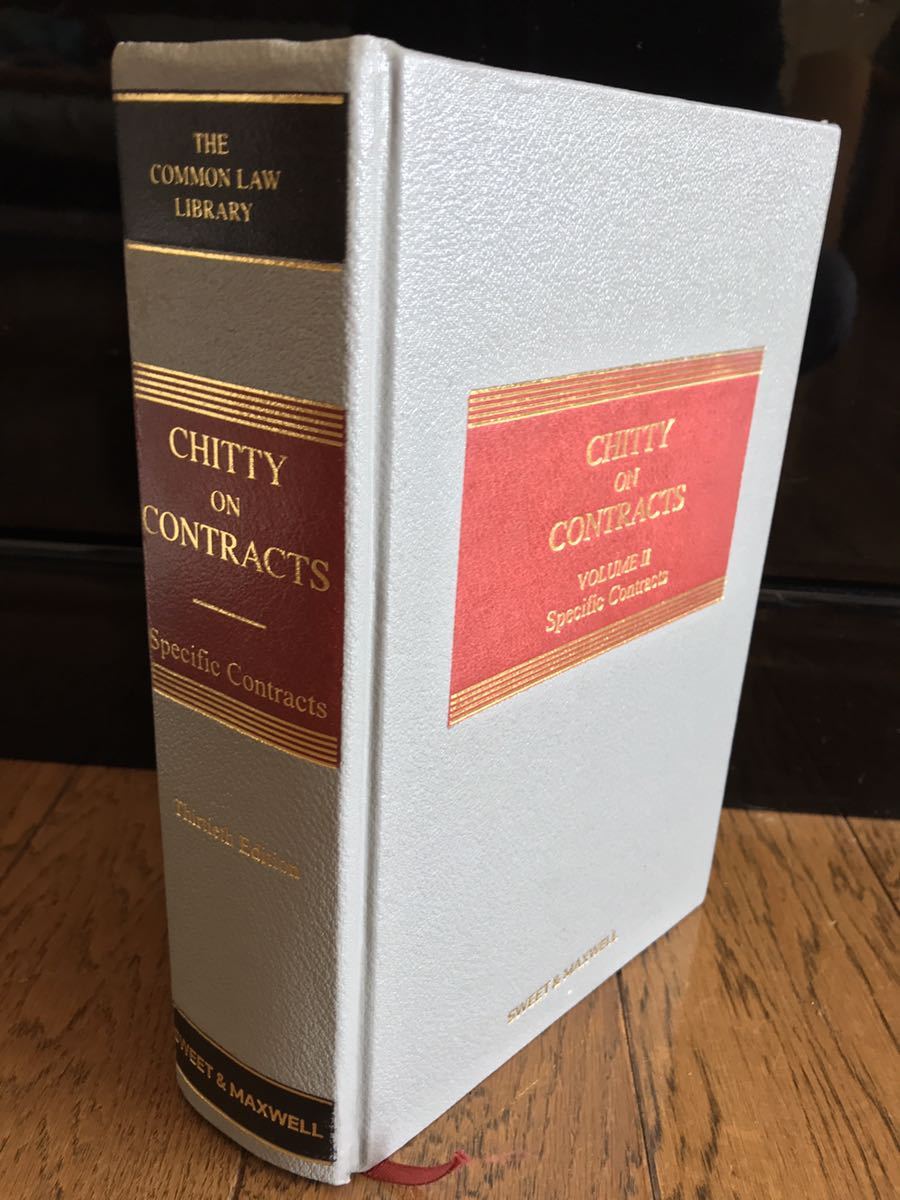 THE
COMMON LAW
LIBRARY
CHITTY
ON
CONTRACTS
Specific Contracts
Thirtieth Edition
SWEET & MAXWELL
CHITTY
ON
CONTRACTS
VOLUME II
Specific Contracts
SWEET & MAXWELL